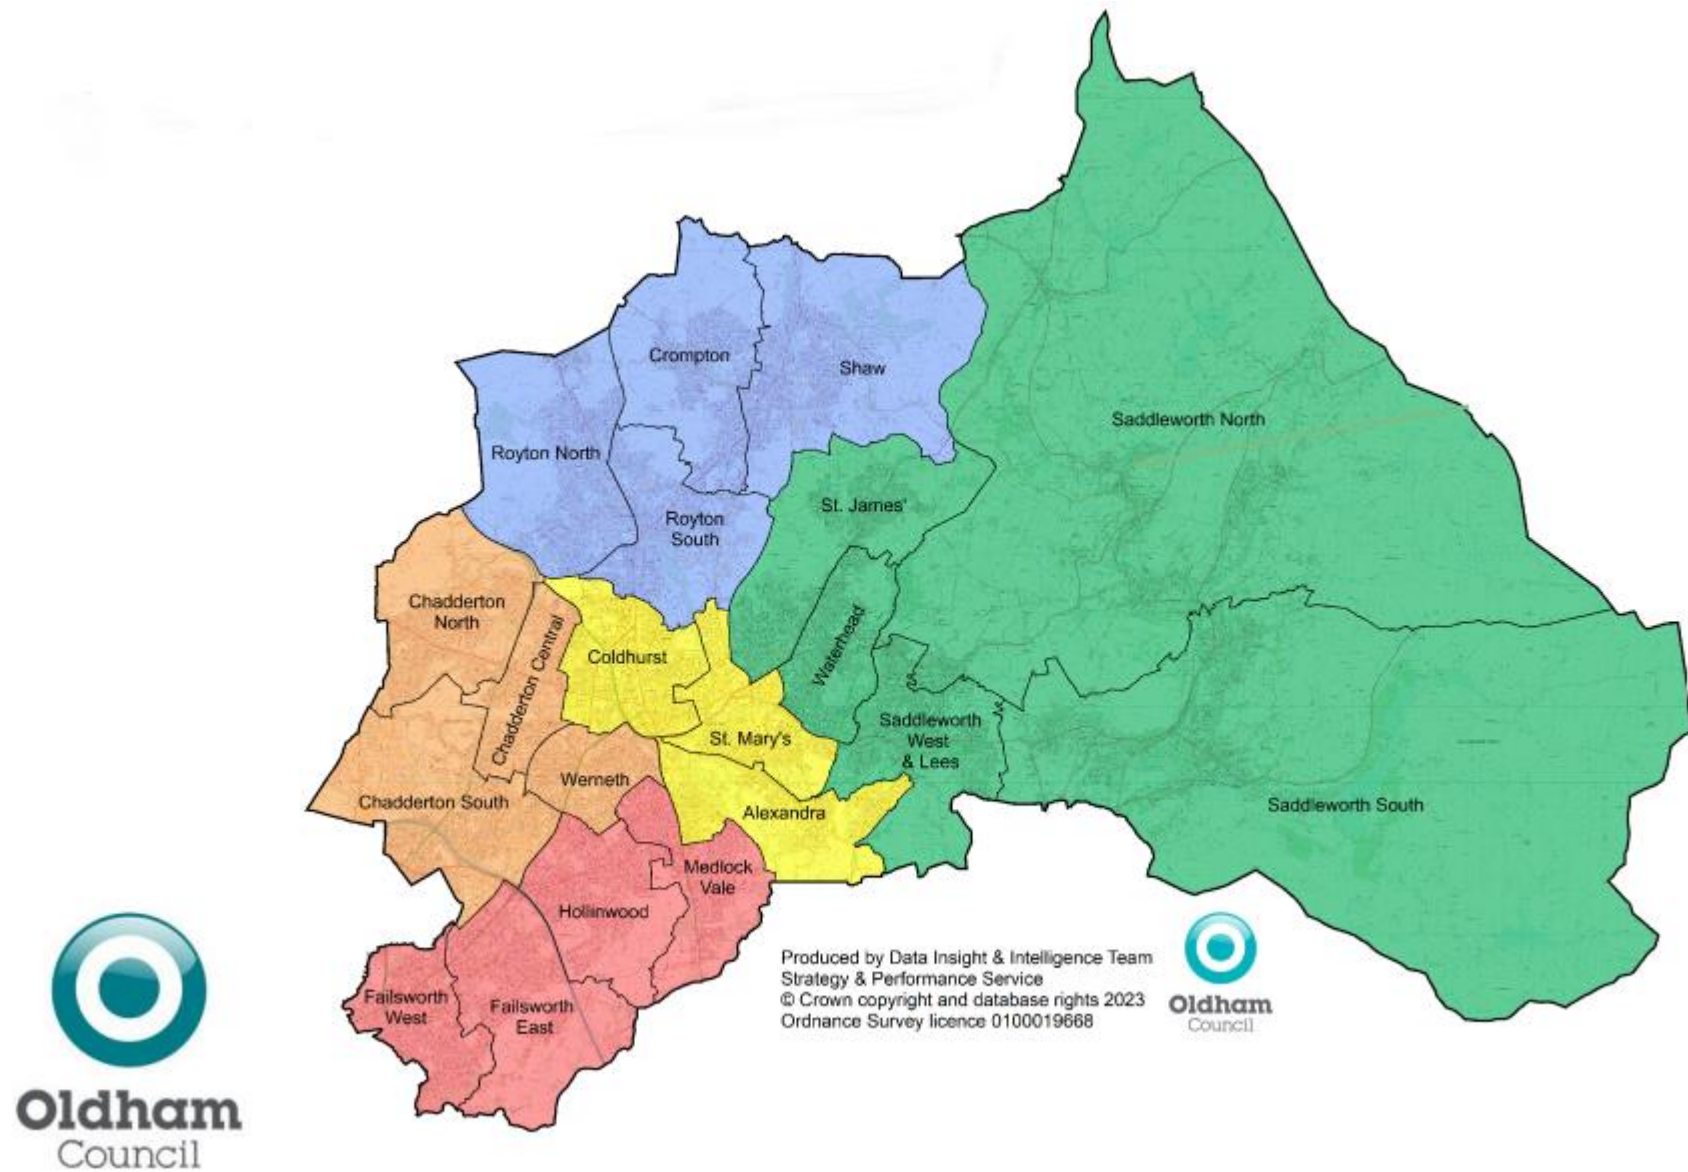 Crompton
Shaw
Saddleworth North
Royton North
St. James'
Royton
South
Chadderton
North
Chadderton Central
Coldhurst
Waterhead
St. Mary's
Saddleworth
West
& Lees
Werneth
Chadderton South
Alexandra
Saddleworth South
Medlock
Vale
Hollinwood
Failsworth
West
Failsworth
East
Produced by Data Insight & Intelligence Team
Strategy & Performance Service
© Crown copyright and database rights 2023
Ordnance Survey licence 0100019668
Oldham
Council
Oldham
Council